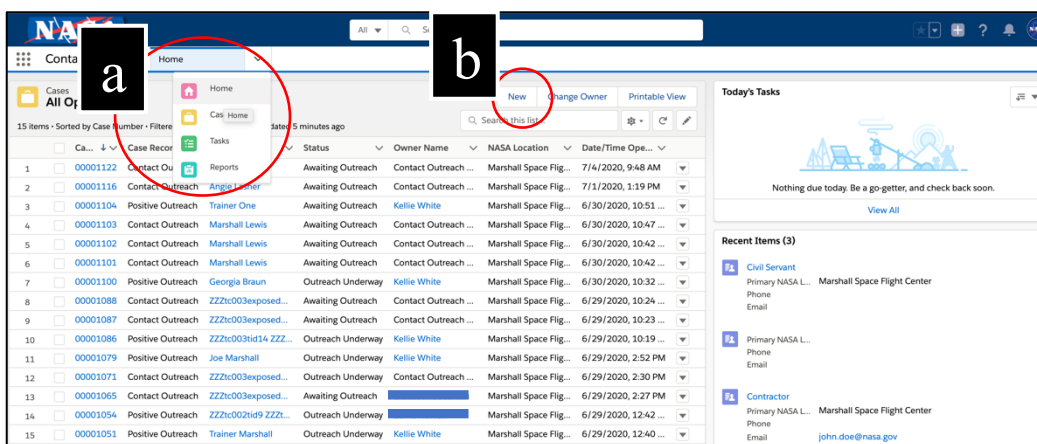 NASA
All
a
b
Home
Cases
New Change Owner Printable View
Home
Home
Tasks
Reports
15 items • Sorted by Case Number • 5 minutes ago
Search this list...
Ca... Case Status Owner Name NASA Location Date/Time Ope...
1 00001122 Contact Awaiting Outreach Contact Outreach ... Marshall Space Flig... 7/4/2020, 9:48 AM
2 00001116 Contact Outreach Angie Awaiting Outreach Contact Outreach ... Marshall Space Flig... 7/1/2020, 1:19 PM
3 00001104 Positive Outreach Trainer One Awaiting Outreach Kellie White Marshall Space Flig... 6/30/2020, 10:51 ...
4 00001103 Contact Outreach Marshall Lewis Awaiting Outreach Contact Outreach ... Marshall Space Flig... 6/30/2020, 10:47 ...
5 00001102 Contact Outreach Marshall Lewis Awaiting Outreach Contact Outreach ... Marshall Space Flig... 6/30/2020, 10:42 ...
6 00001101 Contact Outreach Marshall Lewis Awaiting Outreach Contact Outreach ... Marshall Space Flig... 6/30/2020, 10:42 ...
7 00001100 Positive Outreach Georgia Braun Outreach Underway Kellie White Marshall Space Flig... 6/30/2020, 10:32 ...
8 00001088 Contact Outreach ZZZtc003exposed... Awaiting Outreach Contact Outreach ... Marshall Space Flig... 6/29/2020, 10:24 ...
9 00001087 Contact Outreach ZZZtc003exposed... Awaiting Outreach Contact Outreach ... Marshall Space Flig... 6/29/2020, 10:23 ...
10 00001086 Positive Outreach ZZZtc003tid14 ZZZ... Outreach Underway Kellie White Marshall Space Flig... 6/29/2020, 10:19 ...
11 00001079 Positive Outreach Joe Marshall Outreach Underway Kellie White Marshall Space Flig... 6/29/2020, 2:52 PM
12 00001071 Contact Outreach ZZZtc003exposed... Outreach Underway Contact Outreach ... Marshall Space Flig... 6/29/2020, 2:30 PM
13 00001065 Contact Outreach ZZZtc003exposed... Awaiting Outreach Marshall Space Flig... 6/29/2020, 2:27 PM
14 00001054 Positive Outreach ZZZtc002tid9 ZZZt... Outreach Underway Marshall Space Flig... 6/29/2020, 12:42 ...
15 00001051 Positive Outreach Trainer Marshall Outreach Underway Kellie White Marshall Space Flig... 6/29/2020, 12:40 ...
Today's Tasks
Nothing due today. Be a go-getter, and check back soon.
View All
Recent Items (3)
Civil Servant
Primary NASA L... Marshall Space Flight Center
Phone
Email
Primary NASA L...
Phone
Email
Contractor
Primary NASA L... Marshall Space Flight Center
Phone
Email john.doe@nasa.gov